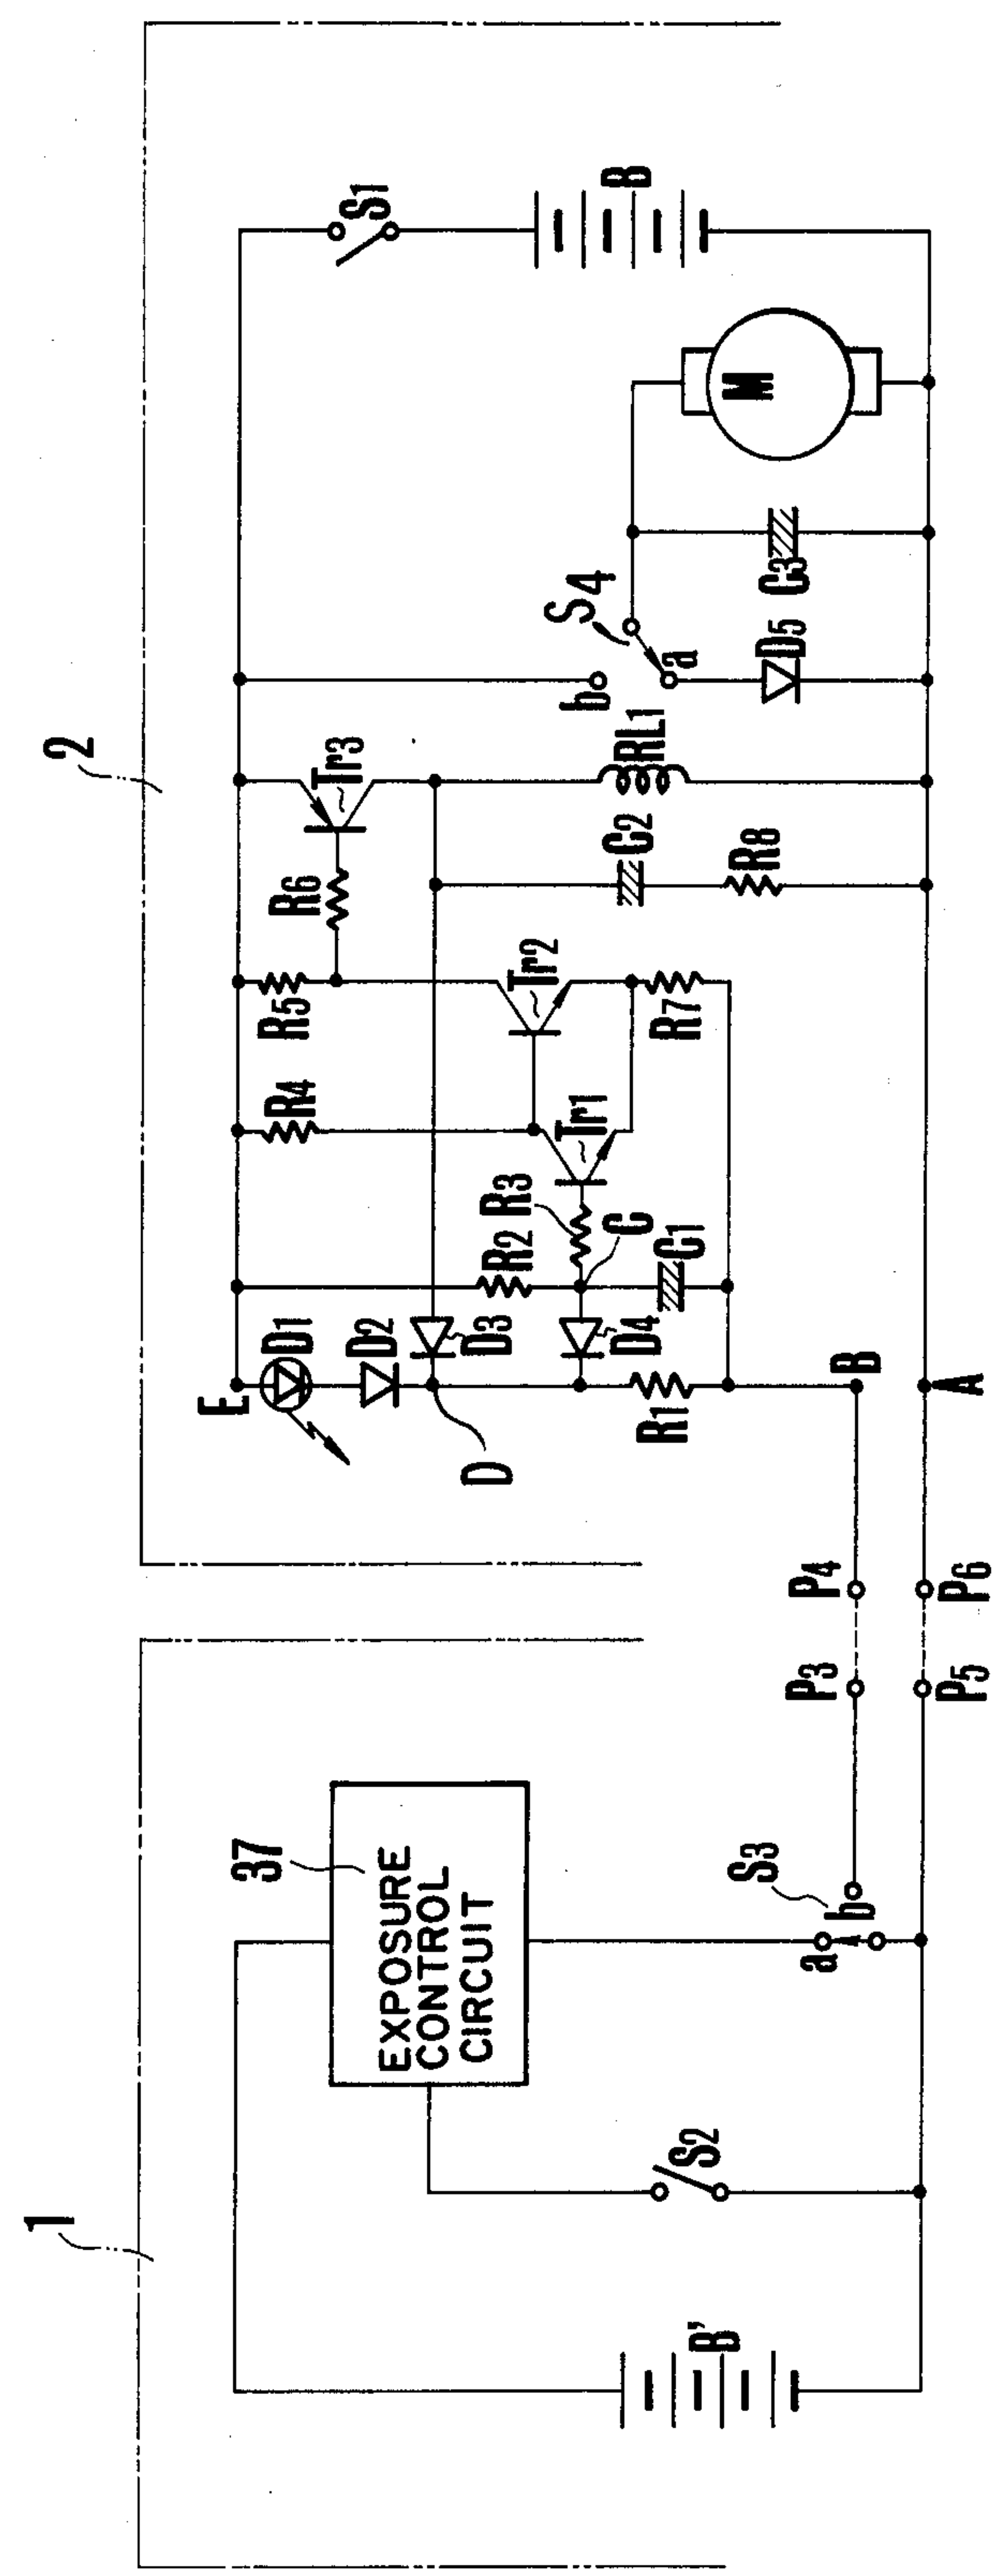 1
2
37
EXPOSURE
CONTROL
CIRCUIT
B'
S2
S3
a
b
P3
P4
P5
P6
E
D1
D2
D
D3
D4
R1
B
A
R2
R3
C
C1
R4
Tr1
R5
Tr2
R7
R6
Tr3
C2
R8
RL1
S4
b
a
D5
C3
M
S1
B